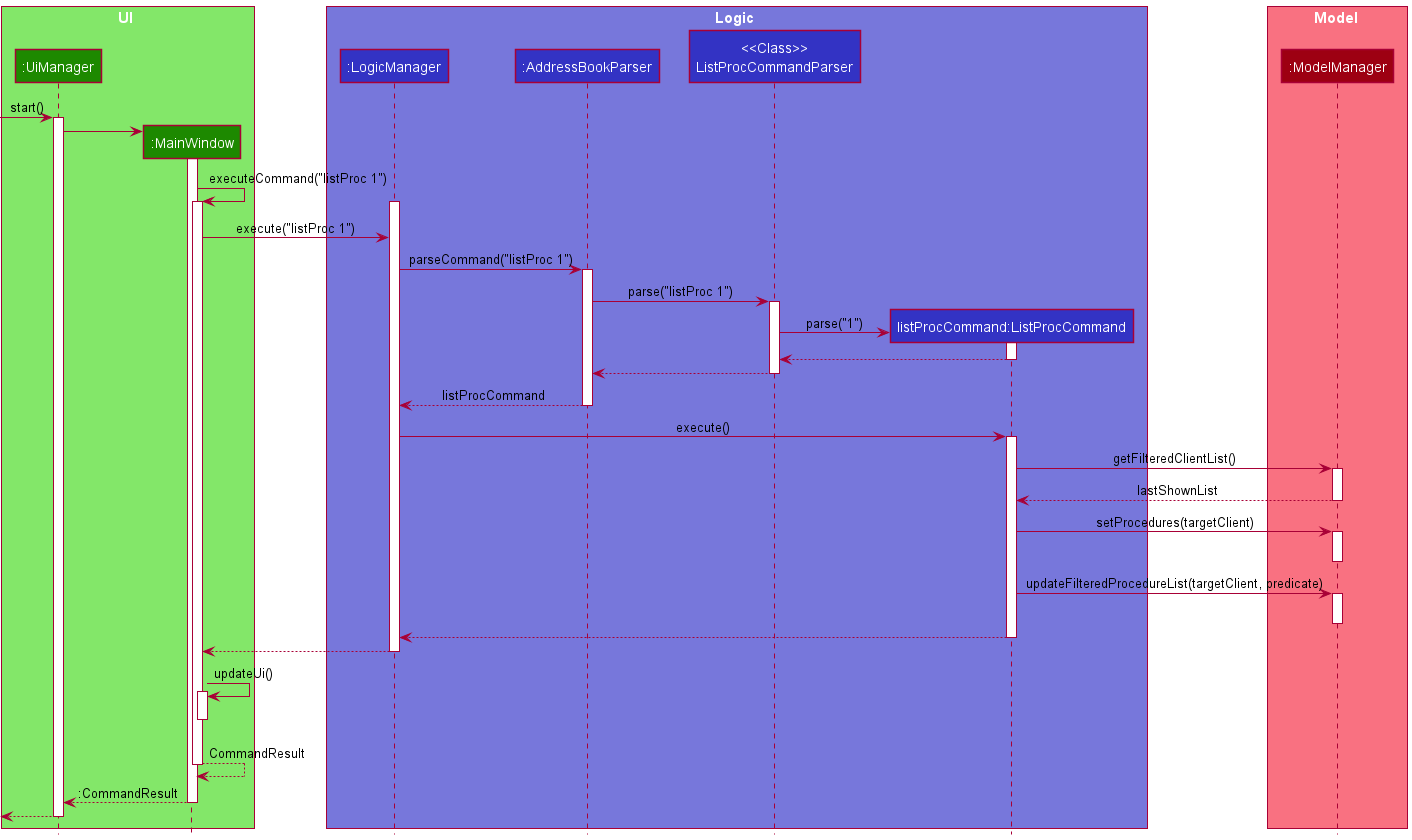 UI
Logic
Model
:UiManager
:LogicManager
:AddressBookParser
<<Class>>
ListProcCommandParser
:ModelManager
start()
:MainWindow
executeCommand("listProc 1")
execute("listProc 1")
parseCommand("listProc 1")
parse("listProc 1")
parse("1")
listProcCommand:ListProcCommand
listProcCommand
execute()
getFilteredClientList()
lastShownList
setProcedures(targetClient)
updateFilteredProcedureList(targetClient, predicate)
updateUi()
CommandResult
:CommandResult